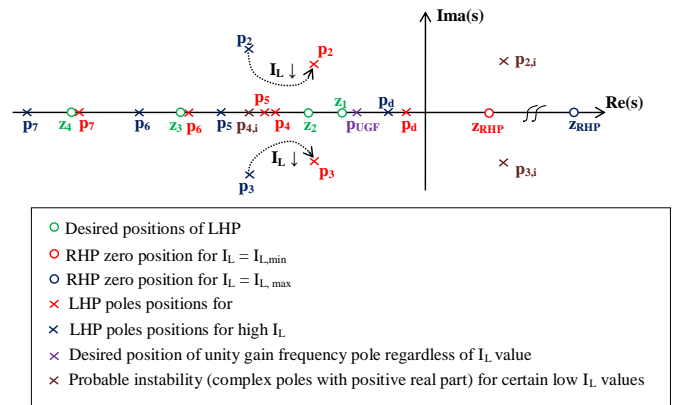 Ima(s)
p2
p2
IL ↓
p2,i
Re(s)
p5
z1
pd
p7
z4
p7
p6
z3
p6
p5
p4,i
p4
z2
pUGF
pd
zRHP
zRHP
IL ↓
p3
p3
p3,i
Desired positions of LHP
RHP zero position for IL = IL,min
RHP zero position for IL = IL, max
LHP poles positions for
LHP poles positions for high IL
Desired position of unity gain frequency pole regardless of IL value
Probable instability (complex poles with positive real part) for certain low IL values